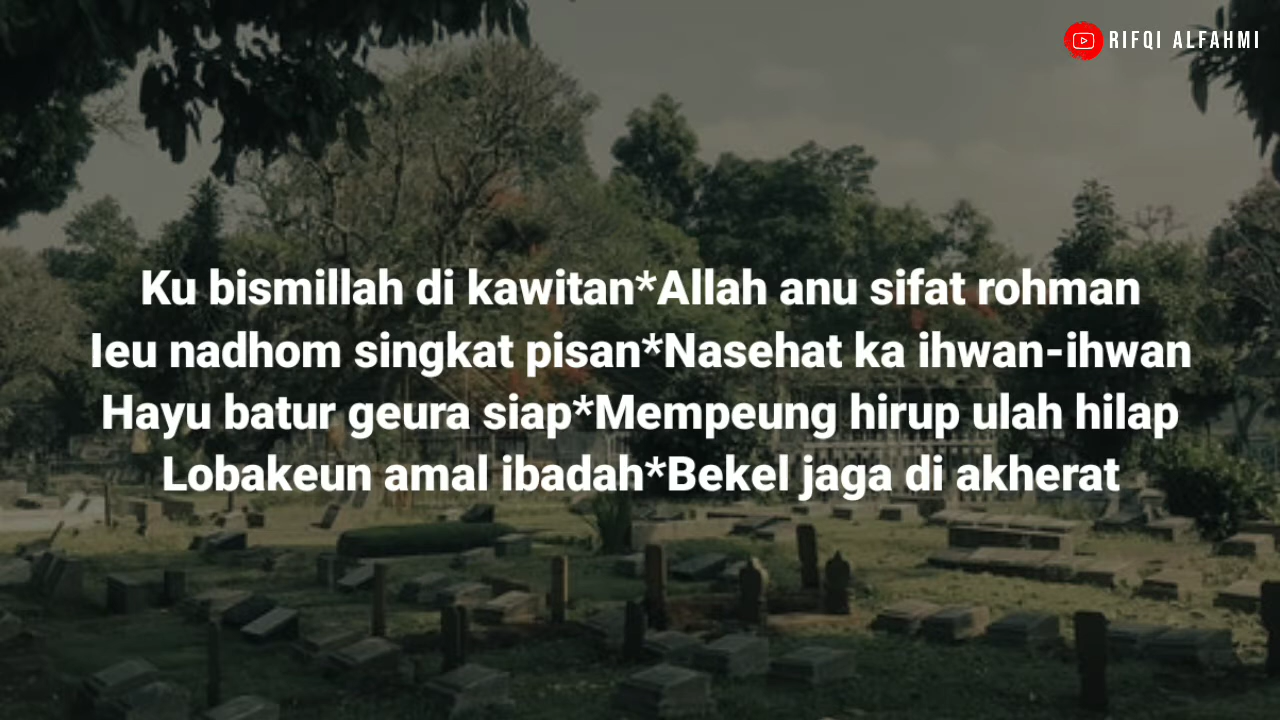 RIFQI ALFAHMI
Ku bismillah di kawitan*Allah anu sifat rohman
Ieu nadhom singkat pisan*Nasehat ka ihwan-ihwan
Hayu batur geura siap*Mempeung hirup ulah hilap
Lobakeun amal ibadah*Bekel jaga di akherat